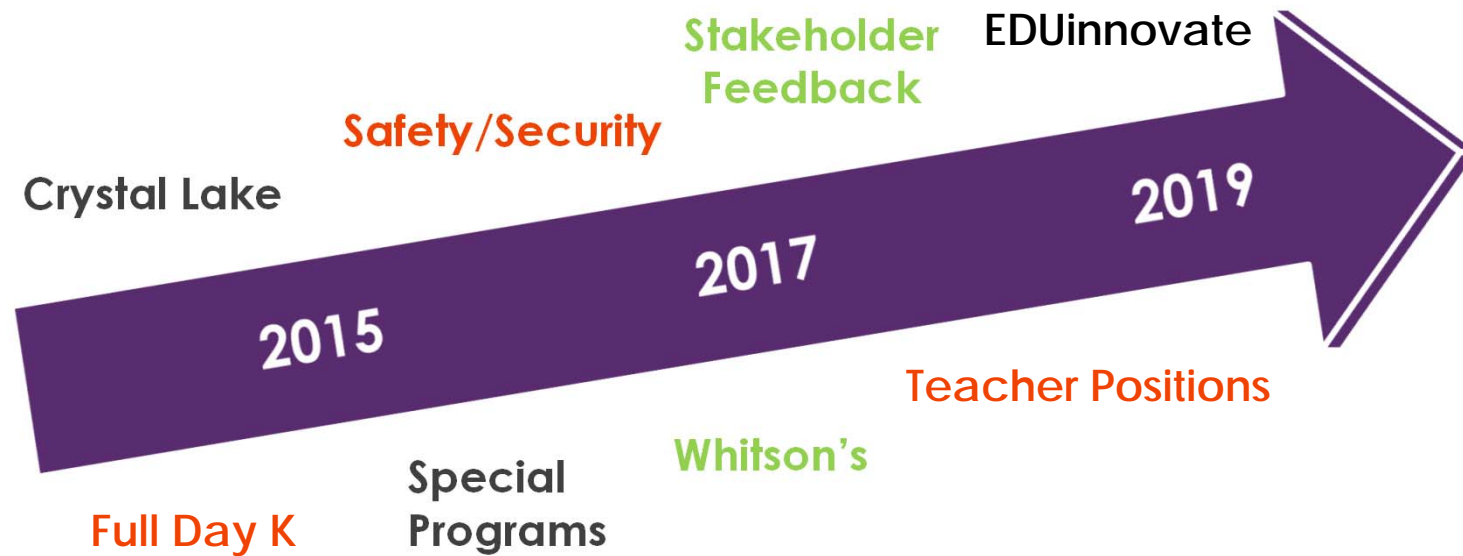 Stakeholder
Feedback
EDUinnovate
Safety/Security
Crystal Lake
2015
2017
2019
Teacher Positions
Whitson's
Special
Programs
Full Day K